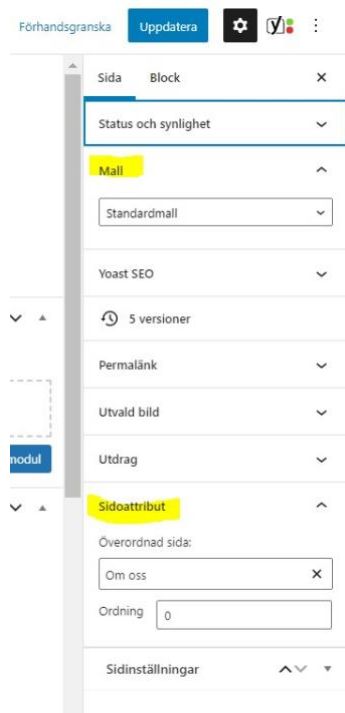 Förhandsgranska Uppdatera
Sida Block
Status och synlighet
Mall
Standardmall
Yoast SEO
5 versioner
Permalänk
Utvald bild
Utdrag
modul
Sidoattribut
Överordnad sida:
Om oss
Ordning 0
Sidinställningar